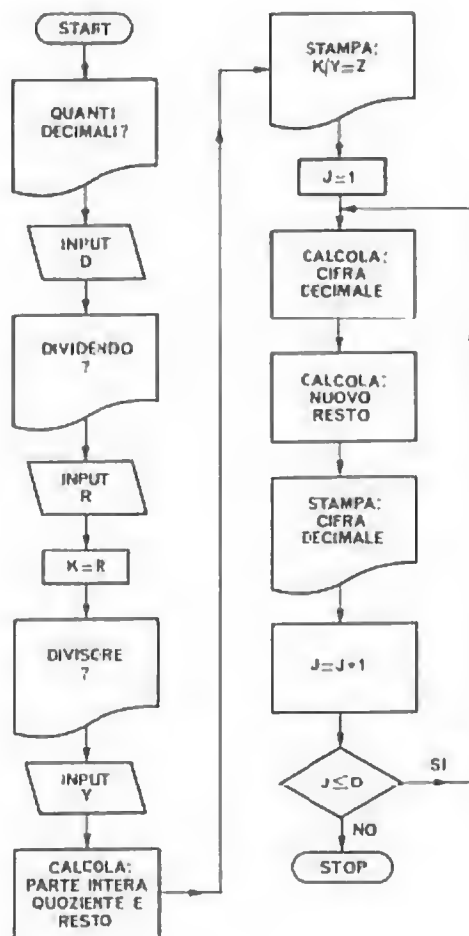 START
QUANTI
DECIMALI?
INPUT
D
DIVIDENDO
?
INPUT
R
K=R
DIVISORE
?
INPUT
Y
CALCOLA:
PARTE INTERA
QUOZIENTE E
RESTO
STAMPA:
K/Y=Z
J=1
CALCOLA:
CIFRA
DECIMALE
CALCOLA:
NUOVO
RESTO
STAMPA:
CIFRA
DECIMALE
J=J+1
J≤D
SI
NO
STOP